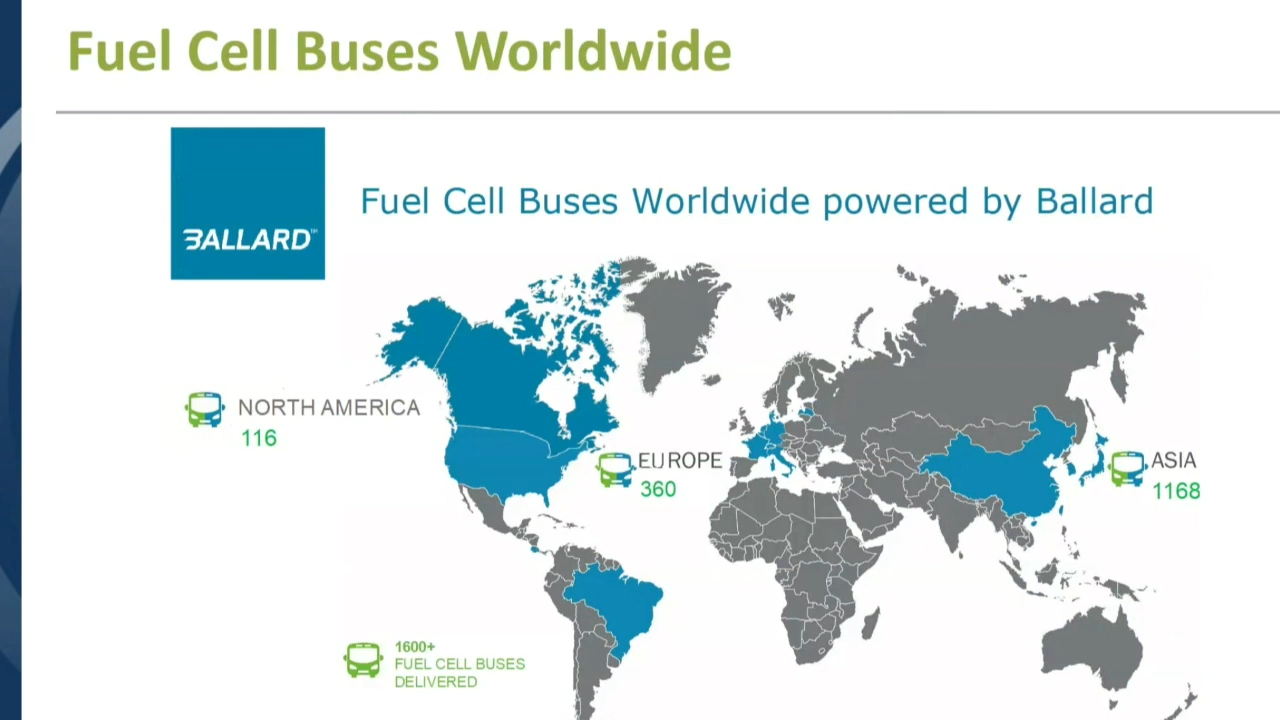 Fuel Cell Buses Worldwide
BALLARD™
Fuel Cell Buses Worldwide powered by Ballard
NORTH AMERICA
116
EUROPE
360
ASIA
1168
1600+
FUEL CELL BUSES
DELIVERED